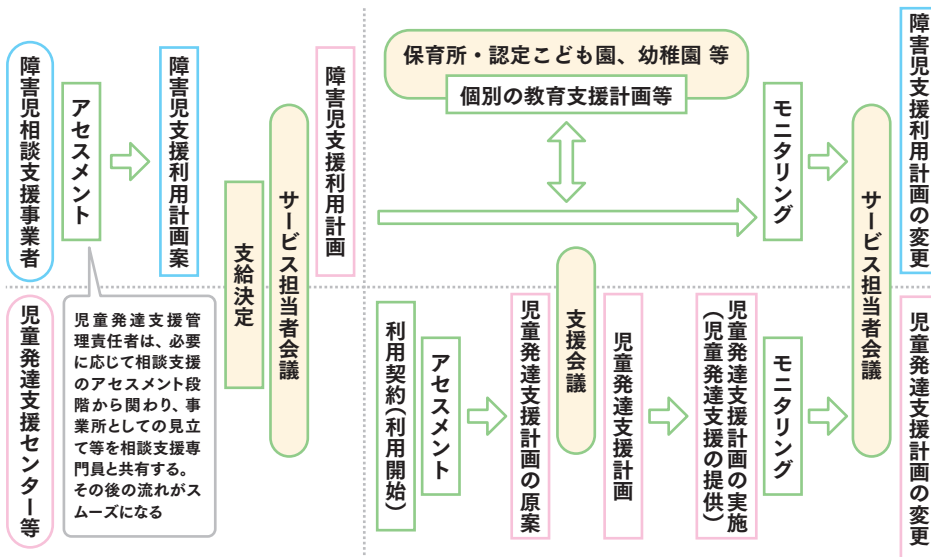 障害児相談支援事業者
アセスメント
障害児支援利用計画案
支給決定
サービス担当者会議
障害児支援利用計画
保育所・認定こども園、幼稚園 等
個別の教育支援計画等
モニタリング
サービス担当者会議
障害児支援利用計画の変更
児童発達支援センター等
児童発達支援管
理責任者は、必要
に応じて相談支援
のアセスメント段
階から関わり、事
業所としての見立
て等を相談支援専
門員と共有する。
その後の流れがス
ムーズになる
利用契約(利用開始)
アセスメント
児童発達支援計画の原案
支援会議
児童発達支援計画
児童発達支援計画の実施
(児童発達支援の提供)
モニタリング
児童発達支援計画の変更